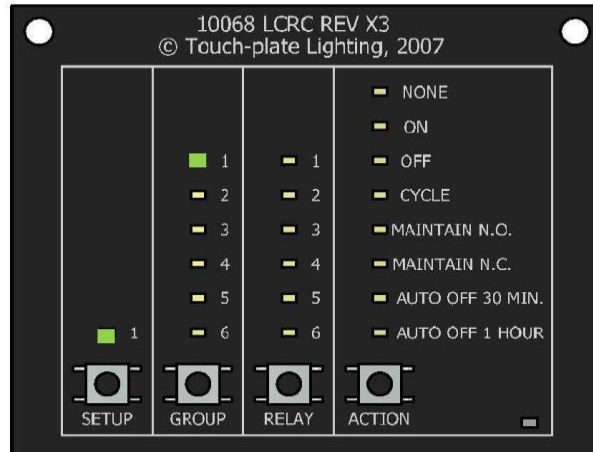 10068 LCRC REV X3
© Touch-plate Lighting, 2007
NONE
ON
1 1 OFF
2 2 CYCLE
3 3 MAINTAIN N.O.
4 4 MAINTAIN N.C.
5 5 AUTO OFF 30 MIN.
1 6 6 AUTO OFF 1 HOUR
SETUP GROUP RELAY ACTION